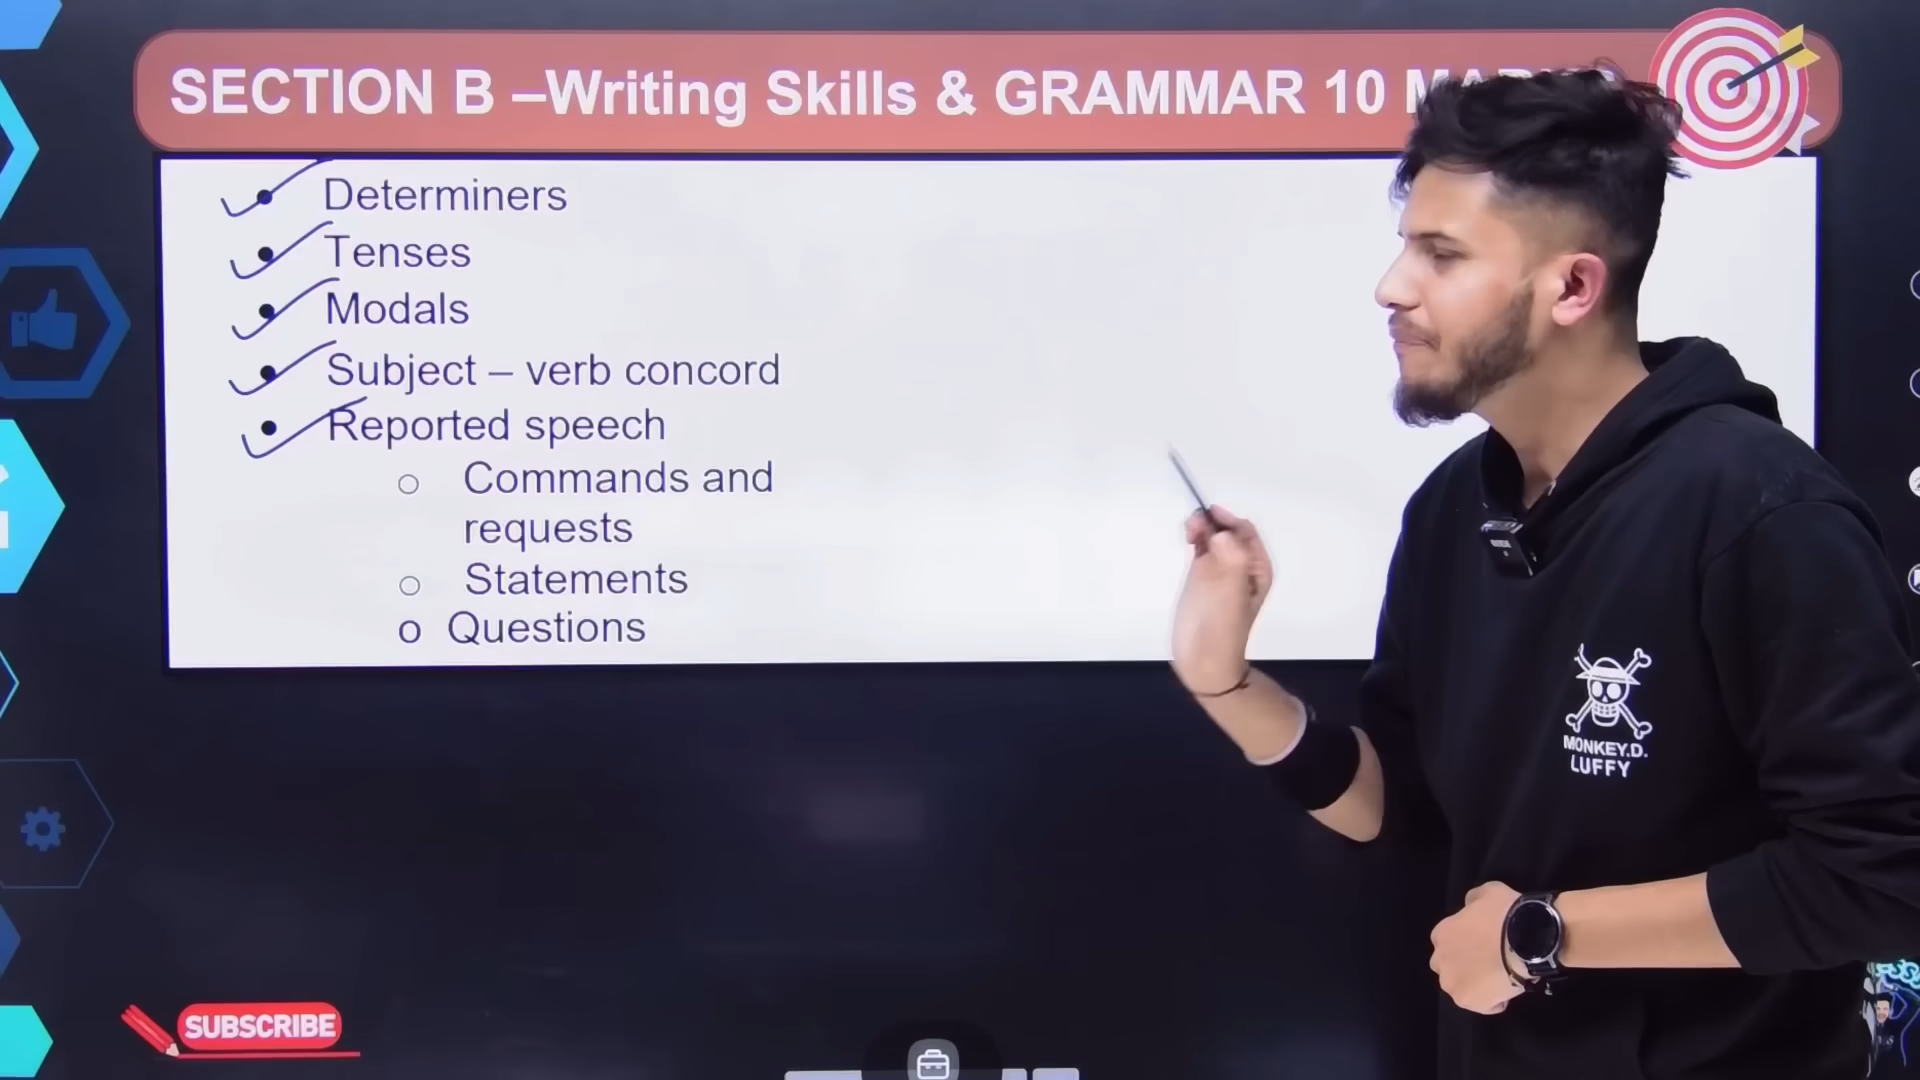 SECTION B –Writing Skills & GRAMMAR 10
• Determiners
• Tenses
• Modals
• Subject – verb concord
• Reported speech
o Commands and
requests
o Statements
o Questions
MONKEY.D.
LUFFY
SUBSCRIBE